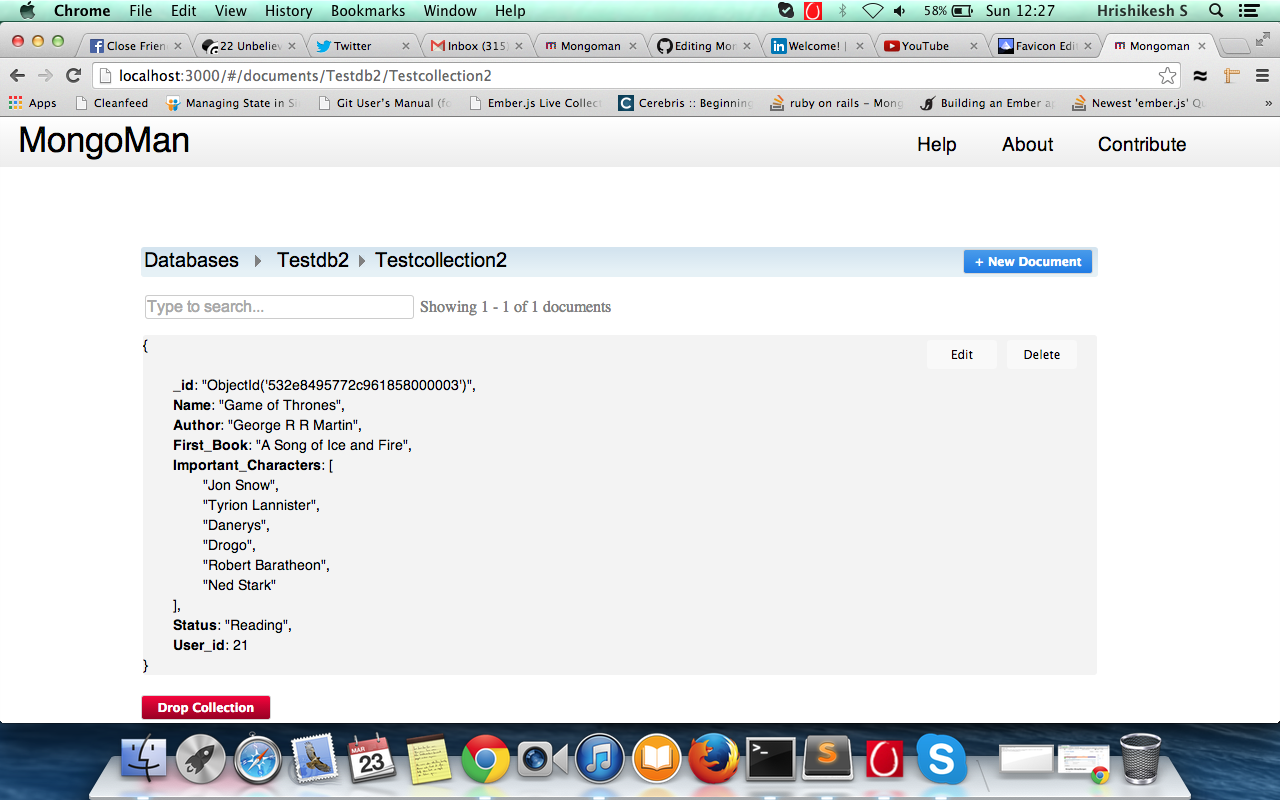 Chrome File Edit View History Bookmarks Window Help 58% Sun 12:27 Hrishikesh S
Close Frien 22 Unbeliev Twitter Inbox (315 Mongoman Editing Mon Welcome! | YouTube Favicon Edi Mongoman
localhost:3000/#/documents/Testdb2/Testcollection2
Apps Cleanfeed Managing State in Si Git User's Manual (fo Ember.js Live Collect Cerebris :: Beginning ruby on rails – Mong Building an Ember ap Newest 'ember.js' Qu »
MongoMan Help About Contribute
Databases Testdb2 Testcollection2 + New Document
Type to search... Showing 1 - 1 of 1 documents
{ Edit Delete
_id: "ObjectId('532e8495772c961858000003')",
Name: "Game of Thrones",
Author: "George R R Martin",
First_Book: "A Song of Ice and Fire",
Important_Characters: [
"Jon Snow",
"Tyrion Lannister",
"Danerys",
"Drogo",
"Robert Baratheon",
"Ned Stark"
],
Status: "Reading",
User_id: 21
}
Drop Collection
MAR
23